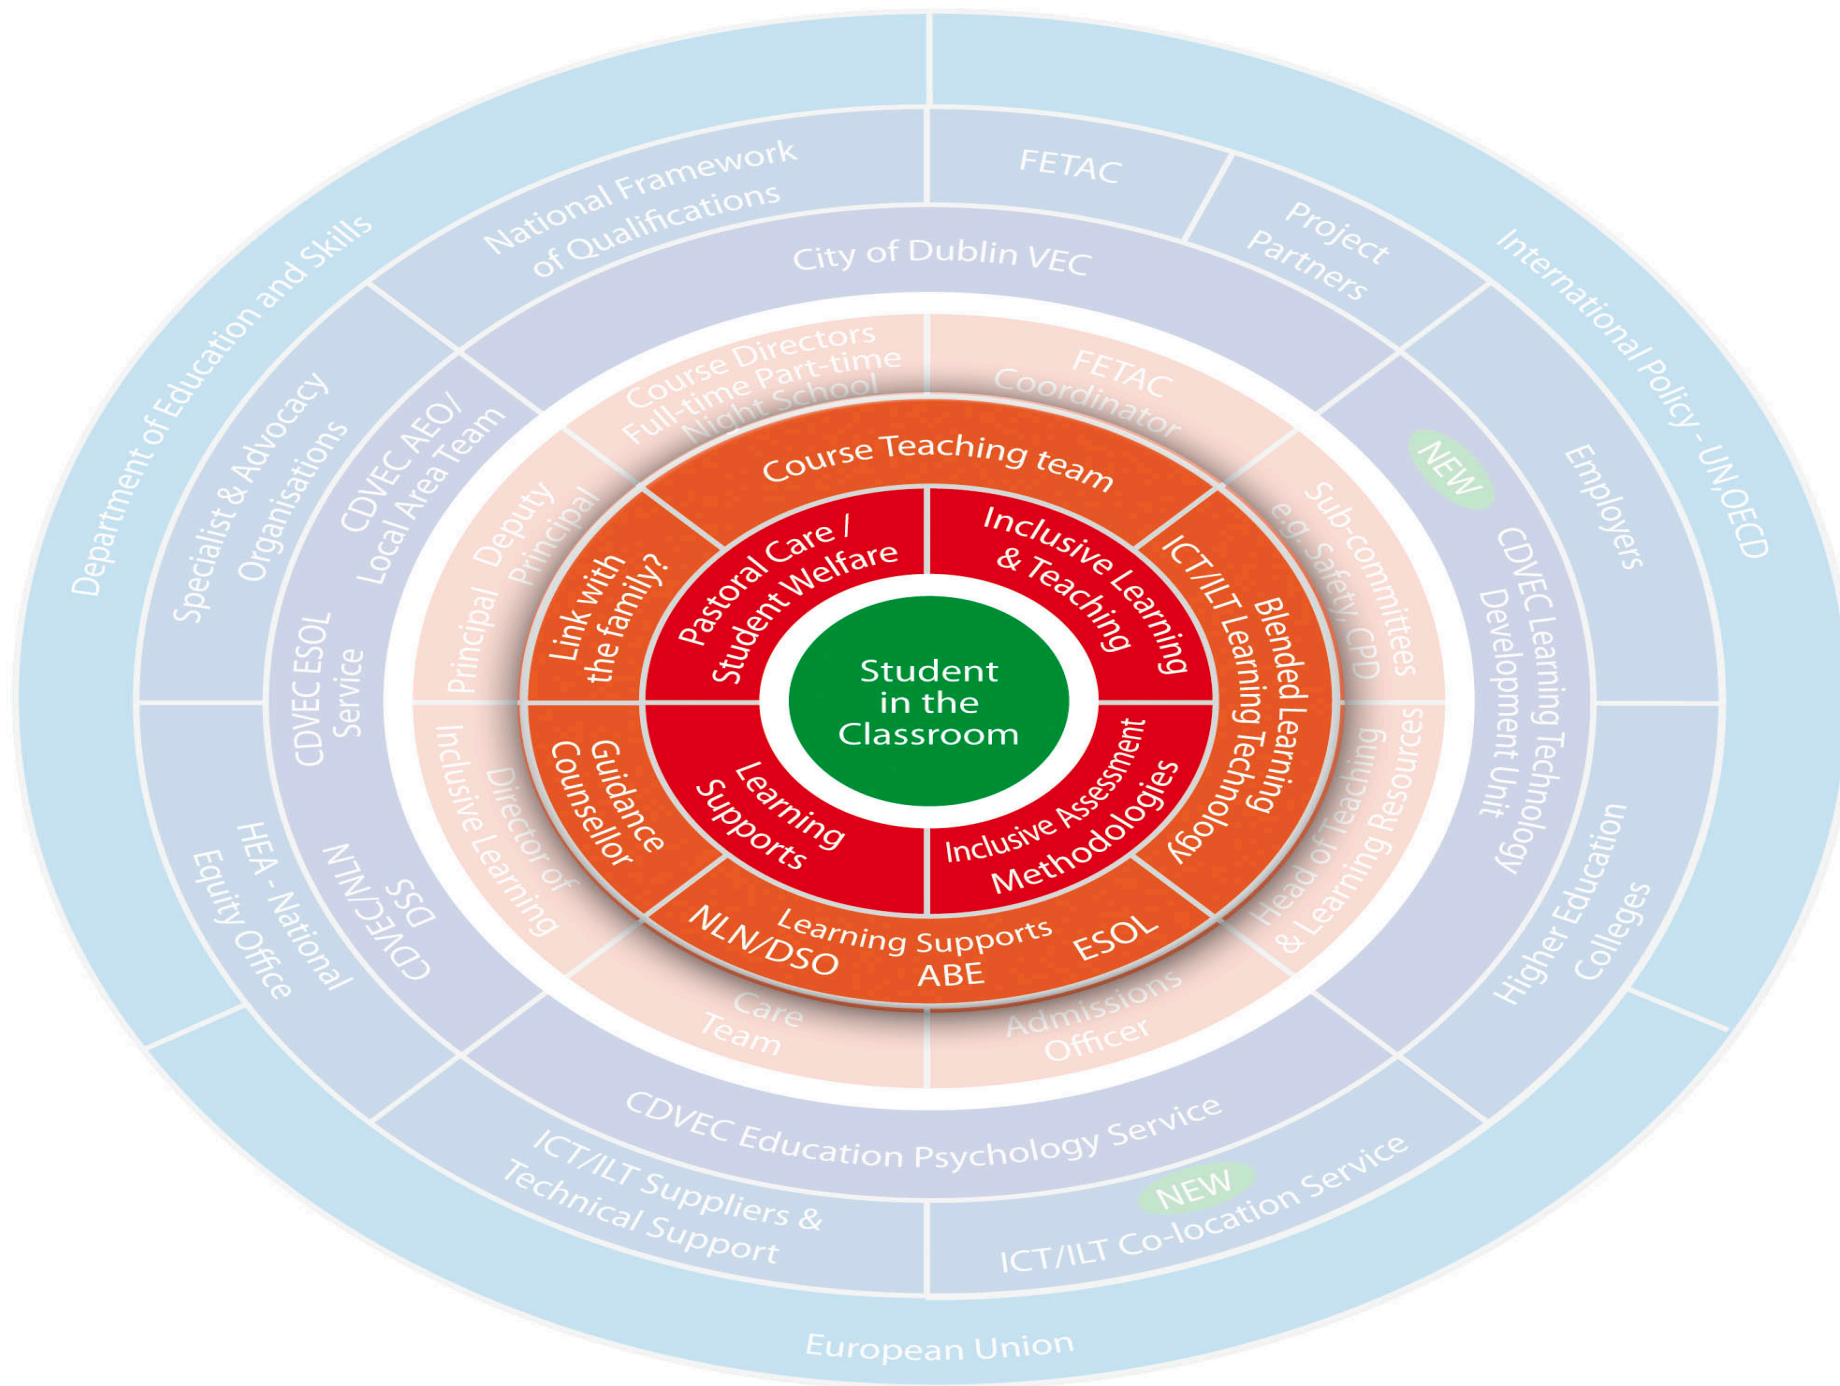 Department of Education and Skills
International Policy - UN,OECD
European Union
National Framework
of Qualifications
FETAC
Project
Partners
Employers
Higher Education
Colleges
NEW
ICT/ILT Co-location Service
ICT/ILT Suppliers &
Technical Support
HEA - National
Equity Office
Specialist & Advocacy
Organisations
City of Dublin VEC
NEW
CDVEC Learning Technology
Development Unit
CDVEC Education Psychology Service
CDVEC/NLN/
DSS
CDVEC ESOL
Service
CDVEC AEO/
Local Area Team
Course Directors
Full-time Part-time
Night School
FETAC
Coordinator
Sub-committees
e.g. Safety, CPD
Head of Teaching
& Learning Resources
Admissions
Officer
Care
Team
Director of
Inclusive Learning
Principal Deputy
Principal
Course Teaching team
Blended Learning
ICT/ILT Learning Technology
Learning Supports
NLN/DSO
ABE
ESOL
Guidance
Counsellor
Link with
the family?
Pastoral Care /
Student Welfare
Inclusive Learning
& Teaching
Inclusive Assessment
Methodologies
Learning
Supports
Student
in the
Classroom